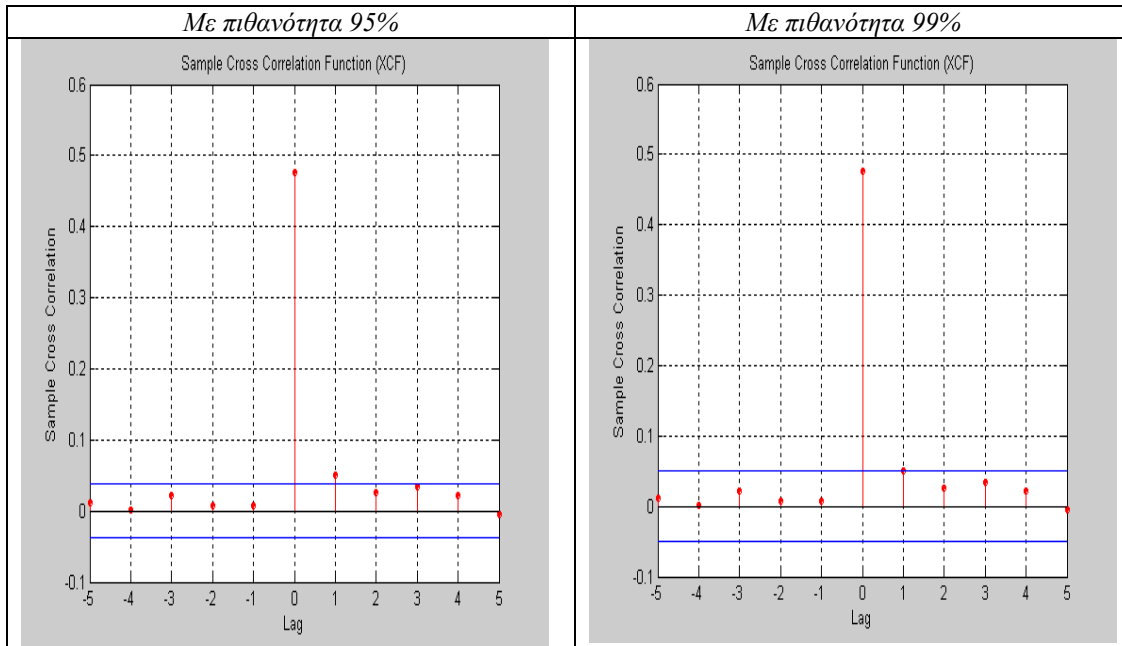 Με πιθανότητα 95%
Με πιθανότητα 99%
Sample Cross Correlation Function (XCF)
0.6
0.5
0.4
0.3
0.2
0.1
0
-0.1
Sample Cross Correlation
-5 -4 -3 -2 -1 0 1 2 3 4 5
Lag
Sample Cross Correlation Function (XCF)
0.6
0.5
0.4
0.3
0.2
0.1
0
-0.1
Sample Cross Correlation
-5 -4 -3 -2 -1 0 1 2 3 4 5
Lag